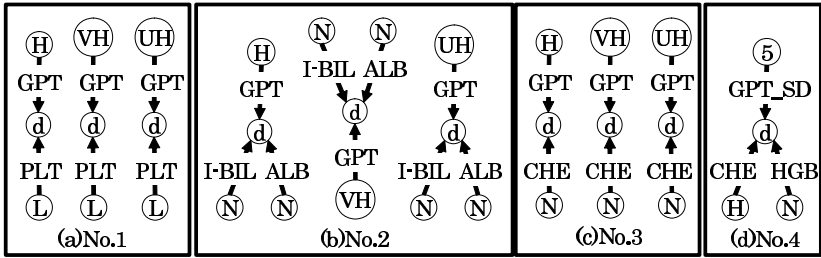 H VH UH
GPT GPT GPT
d d d
PLT PLT PLT
L L L
(a)No.1
N N
H UH
I-BIL ALB
GPT GPT
d
d d
GPT
I-BIL ALB I-BIL ALB
VH
N N N N
(b)No.2
H VH UH
GPT GPT GPT
d d d
CHE CHE CHE
N N N
(c)No.3
5
GPT_SD
d
CHE HGB
H N
(d)No.4